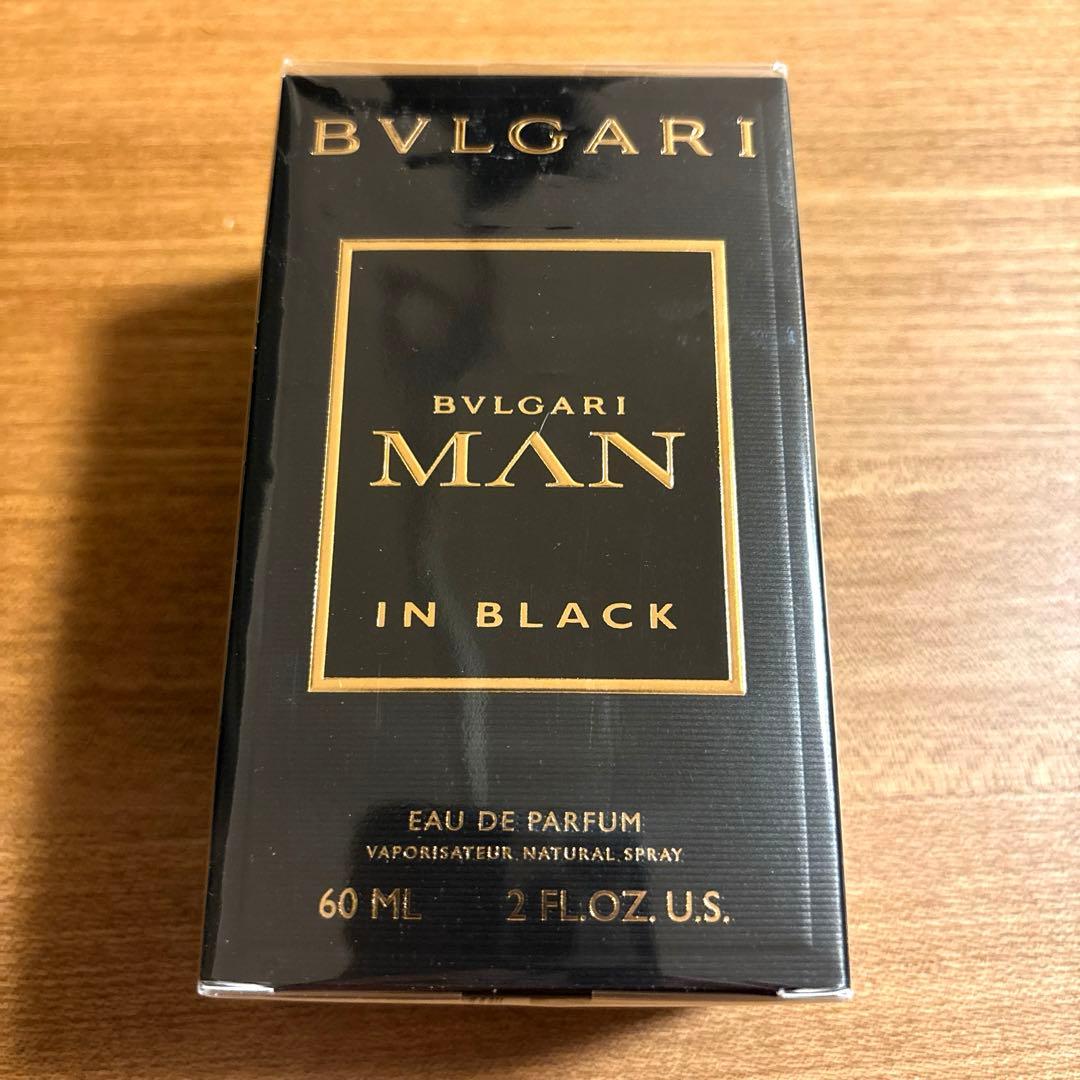 BVLGARI
BVLGARI
MAN
IN BLACK
EAU DE PARFUM
VAPORISATEUR.NATURAL.SPRAY
60 ML 2 FL.OZ. U.S.